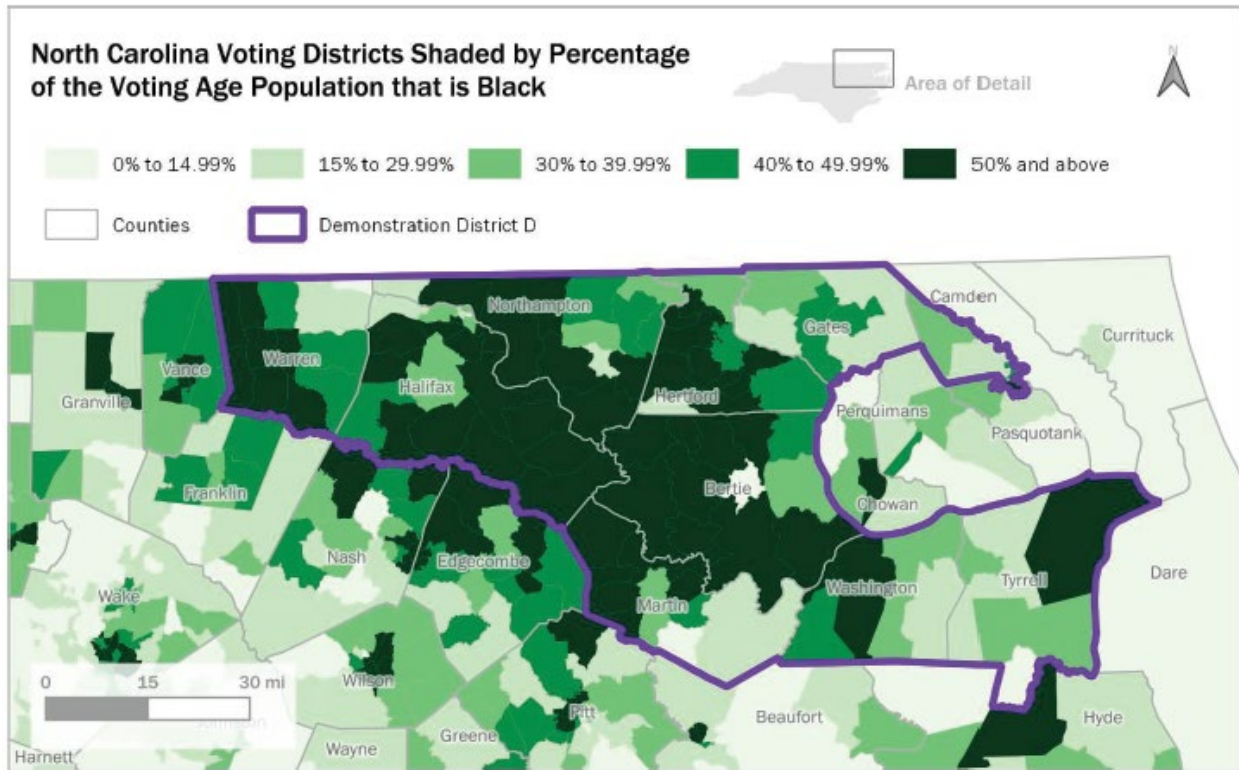 North Carolina Voting Districts Shaded by Percentage
of the Voting Age Population that is Black
N
Area of Detail
0% to 14.99%
15% to 29.99%
30% to 39.99%
40% to 49.99%
50% and above
Counties
Demonstration District D
Northampton
Camden
Gates
Currituck
Warren
Vance
Halifax
Granville
Hertford
Perquimans
Pasquotank
Franklin
Bertie
Chowan
Nash
Edgecombe
Washington
Tyrrell
Dare
Wake
Martin
0 15 30 mi
Wilson
Johnston
Pitt
Beaufort
Hyde
Greene
Wayne
Harnett